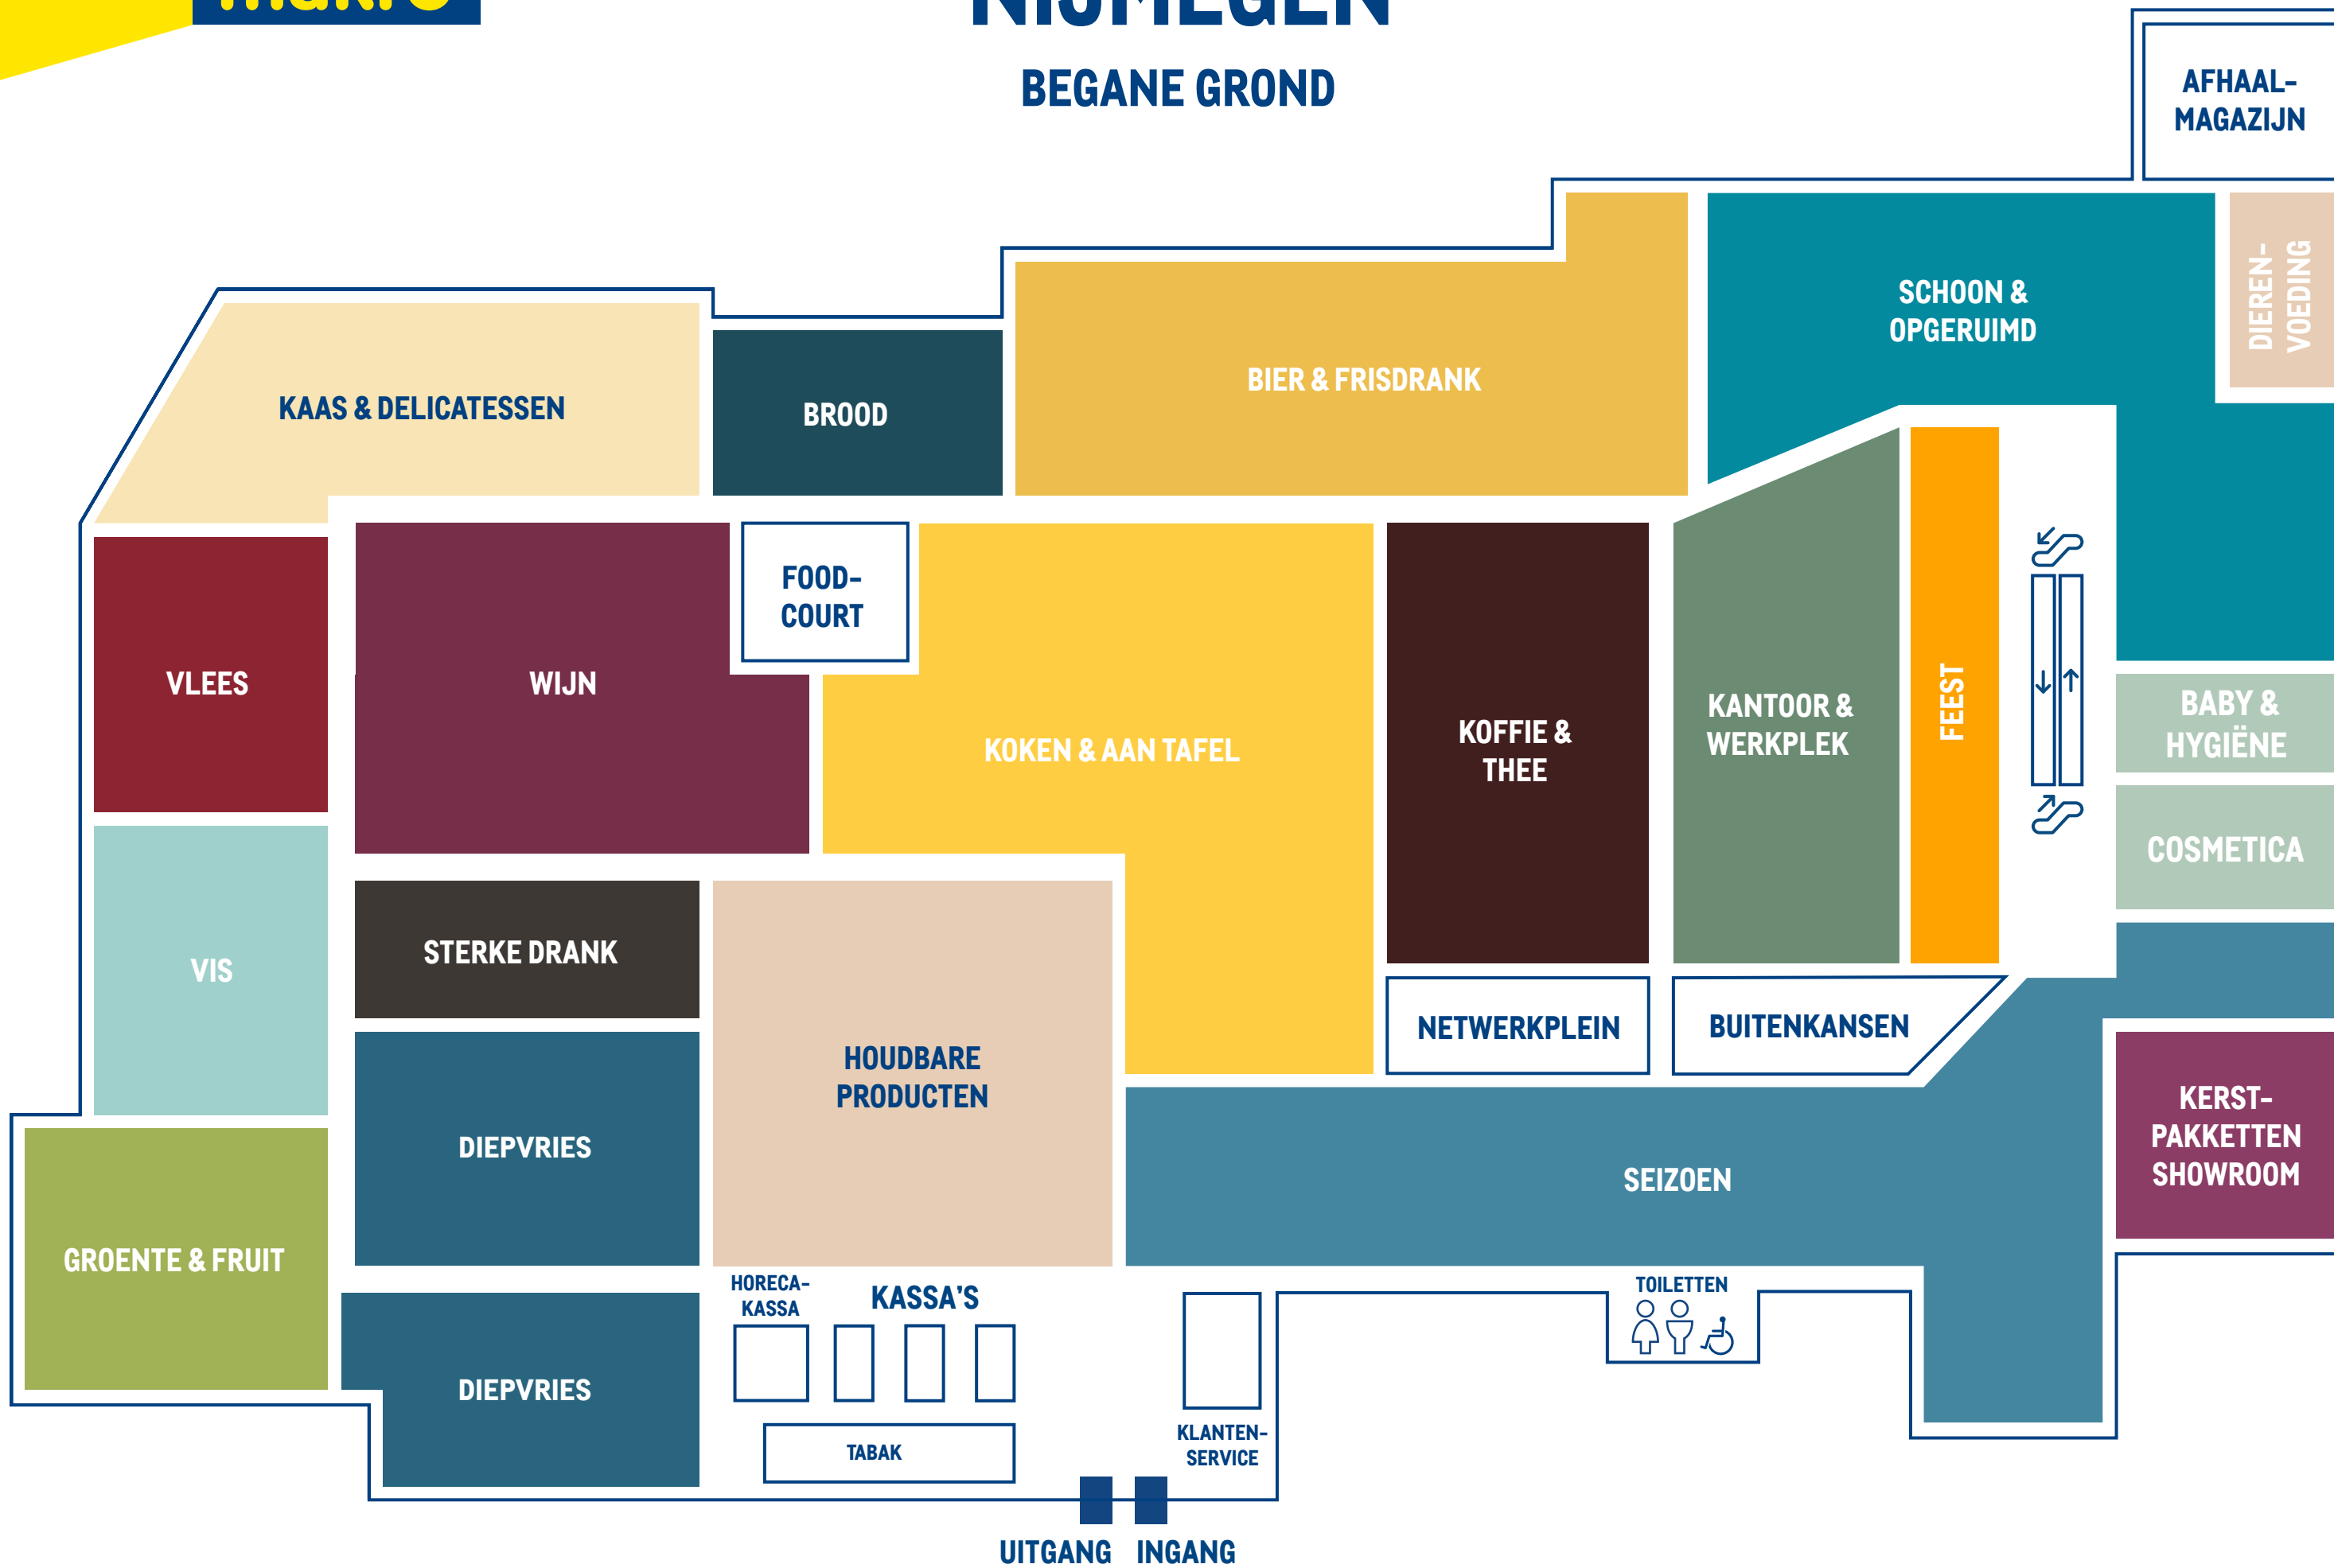 makro
NIJMEGEN
BEGANE GROND
AFHAAL-
MAGAZIJN
DIEREN-
VOEDING
SCHOON &
OPGERUIMD
BIER & FRISDRANK
KAAS & DELICATESSEN
BROOD
FOOD-
COURT
VLEES
WIJN
KOKEN & AAN TAFEL
KOFFIE &
THEE
KANTOOR &
WERKPLEK
FEEST
BABY &
HYGIËNE
COSMETICA
VIS
STERKE DRANK
HOUDBARE
PRODUCTEN
NETWERKPLEIN
BUITENKANSEN
KERST-
PAKKETTEN
SHOWROOM
DIEPVRIES
SEIZOEN
GROENTE & FRUIT
HORECA-
KASSA
KASSA'S
TOILETTEN
DIEPVRIES
TABAK
KLANTEN-
SERVICE
UITGANG
INGANG